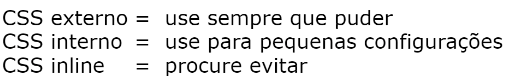 CSS externo = use sempre que puder
CSS interno = use para pequenas configurações
CSS inline = procure evitar